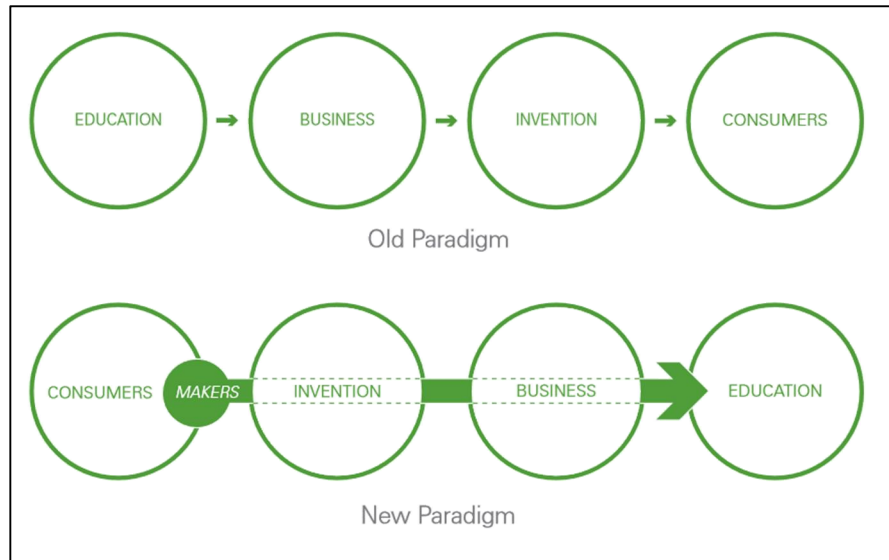 EDUCATION
BUSINESS
INVENTION
CONSUMERS
Old Paradigm
CONSUMERS
MAKERS
INVENTION
BUSINESS
EDUCATION
New Paradigm